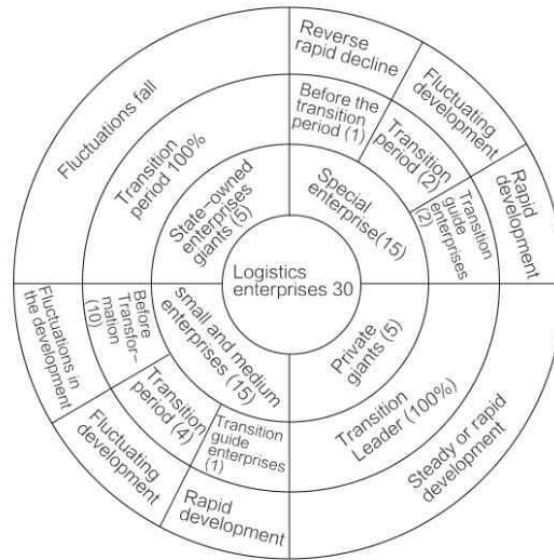 Logistics
enterprises 30
State-owned
enterprises
giants (5)
Transition
period 100%
Fluctuations fall
Special
enterprise(15)
Before the
transition
period (1)
Reverse
rapid decline
Transition
period (2)
Fluctuating
development
Transition
guide
enterprises
(2)
Rapid
development
Private
giants (5)
Transition
Leader (100%)
Steady or rapid
development
small and medium
enterprises (15)
Before
Transfor-
mation
(10)
Fluctuations in
the development
Transition
period (4)
Fluctuating
development
Transition
guide
enterprises
(1)
Rapid
development